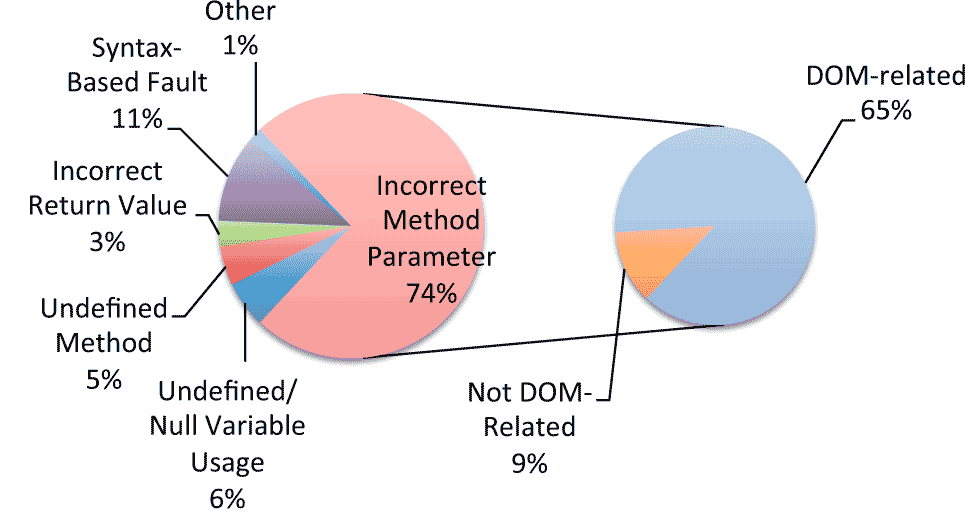 Other
1%
Syntax-
Based Fault
11%
Incorrect
Return Value
3%
Undefined
Method
5%
Undefined/
Null Variable
Usage
6%
Incorrect
Method
Parameter
74%
DOM-related
65%
Not DOM-
Related
9%